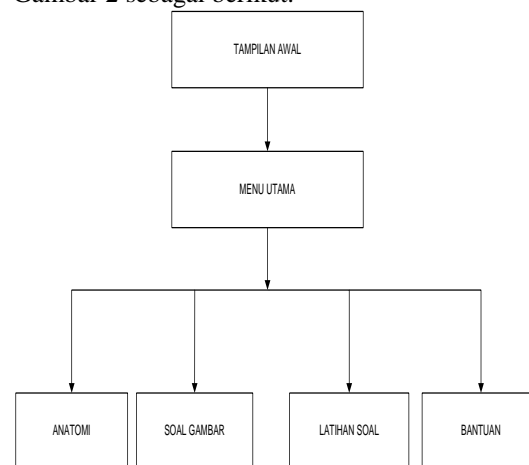 Gambar 2 sebagai berikut:
TAMPILAN AWAL
MENU UTAMA
ANATOMI
SOAL GAMBAR
LATIHAN SOAL
BANTUAN